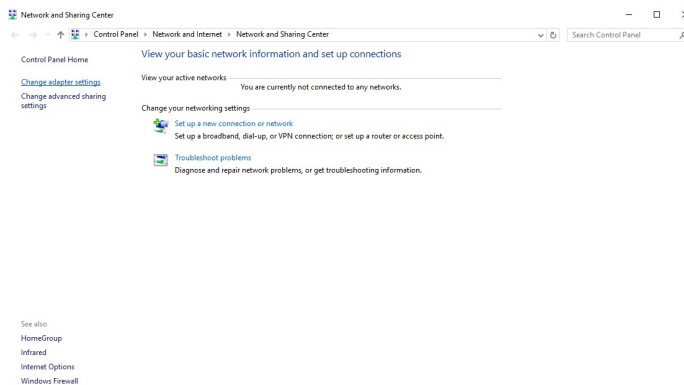 Network and Sharing Center
Control Panel > Network and Internet > Network and Sharing Center
Search Control Panel
Control Panel Home
Change adapter settings
Change advanced sharing
settings
View your basic network information and set up connections
View your active networks
You are currently not connected to any networks.
Change your networking settings
Set up a new connection or network
Set up a broadband, dial-up, or VPN connection; or set up a router or access point.
Troubleshoot problems
Diagnose and repair network problems, or get troubleshooting information.
See also
HomeGroup
Infrared
Internet Options
Windows Firewall